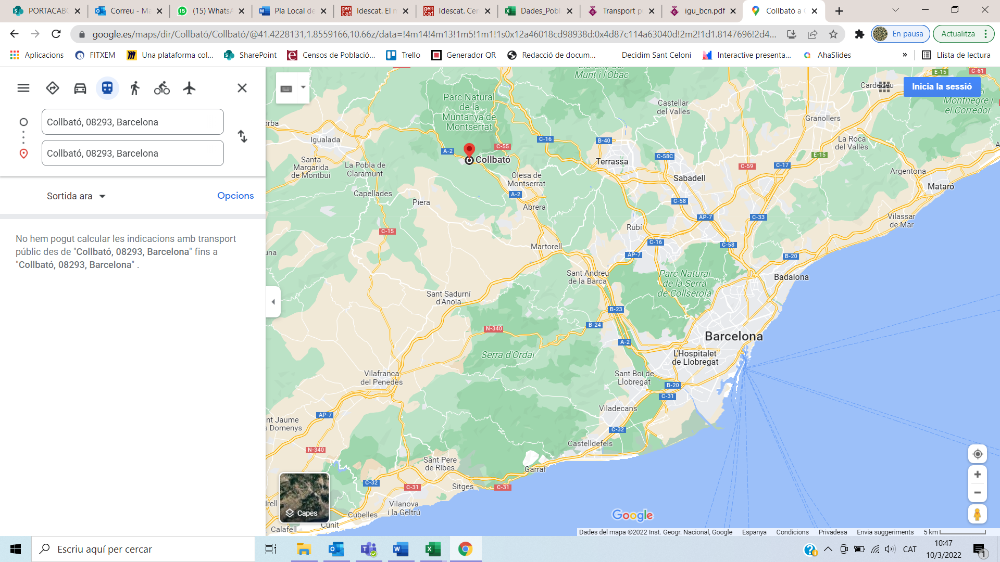 PORTACABC
Correu - Ma
(15) WhatsA
Pla Local de
Idescat. El m
Idescat. Cer
Dades_Pobl
Transport p
igu_bcn.pdf
Collbató a C
google.es/maps/dir/Collbató/Collbató/@41.4228131,1.8559166,10.66z/data=!4m14!4m13!1m5!1m1!1s0x12a46018cd98938d:0x4d87c114a63040d!2m2!1d1.8147696!2d4...
En pausa
Actualitza
Aplicacions
FITXEM
Una plataforma col...
SharePoint
Censos de Població...
Trello
Generador QR
Redacció de docum...
Decidim Sant Celoni
Interactive presenta...
AhaSlides
»
Llista de lectura
Collbató, 08293, Barcelona
Collbató, 08293, Barcelona
Sortida ara
Opcions
No hem pogut calcular les indicacions amb transport
públic des de "Collbató, 08293, Barcelona" fins a
"Collbató, 08293, Barcelona" .
Munt i l'Obac
E-15
C-61
Cardedeu
Inicia la sessió
Parc Natural
de la
Muntanya de
Montserrat
Castellar
del Vallès
Montnegre i
el Corredor
Granollers
orba
Igualada
C-16
B-40
La Roca
del Vallès
A-2
C-55
E-15
Santa
Margarida
de Montbui
La Pobla de
Claramunt
Collbató
Terrassa
C-58C
C-59
C-17
Argentona
Olesa de
Montserrat
Sabadell
Mataró
Capellades
A-2
Piera
Abrera
C-58
AP-7
C-33
Vilassar
de Mar
C-15
Rubí
Martorell
C-16
C-58
una
AP-7
B-20
Sant Andreu
de la Barca
Parc Natural
de la Serra
de Collserola
Badalona
Sant Sadurní
d'Anoia
B-23
N-340
B-24
A-2
Barcelona
Serra d'Ordal
L'Hospitalet
de Llobregat
Vilafranca
del Penedès
Sant Boi de
Llobregat
B-20
C-31
Viladecans
AP-7
nt Jaume
s Domenys
C-32
Castelldefels
N-340
Sant Pere
de Ribes
Garraf
C-32
C-31
Sitges
C-31
drell
Vilanova
i la Geltrú
Capes
Cubelles
Cunit
Calafell
Google
Dades del mapa ©2022 Inst. Geogr. Nacional, Google
Espanya
Condicions
Privadesa
Envia suggeriments
5 km
Escriu aquí per cercar
CAT
10:47
10/3/2022
1